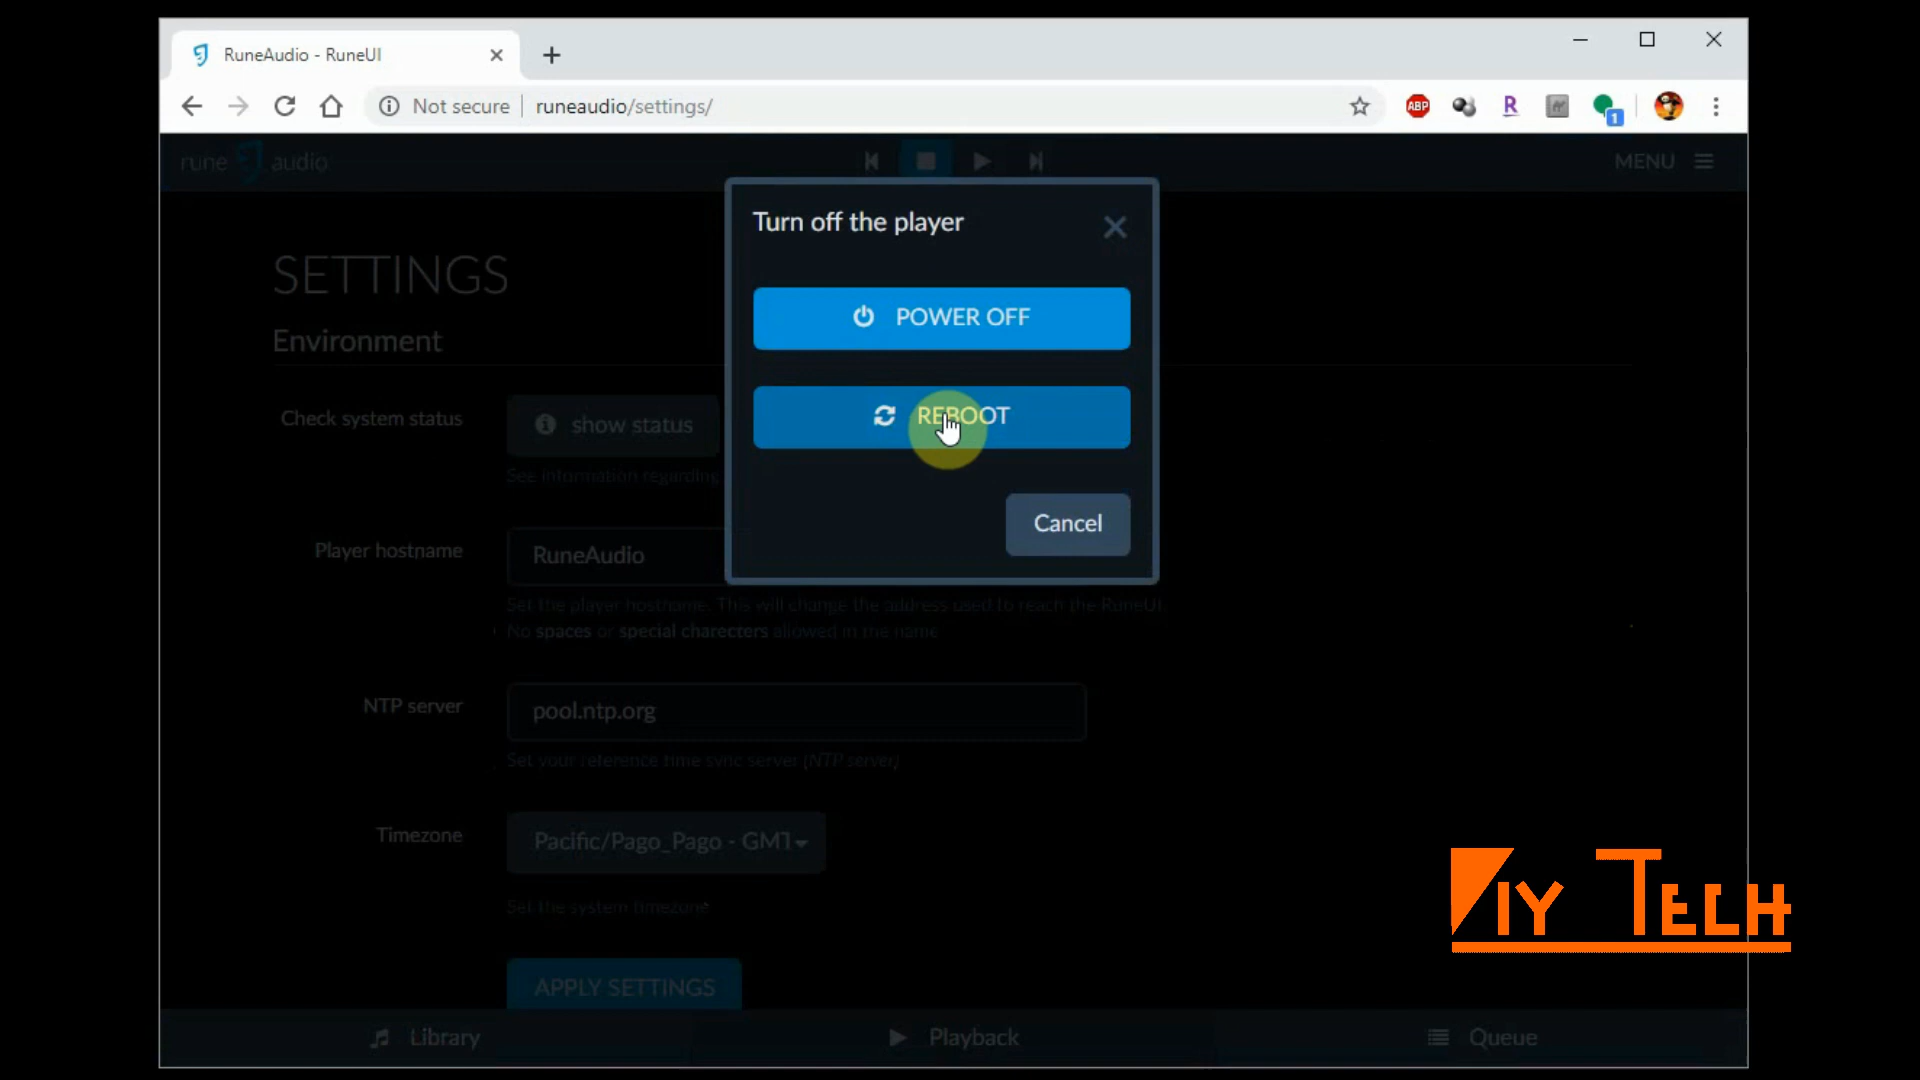 RuneAudio - RuneUI
Not secure
runeaudio/settings/
ABP
R
1
rune audio
MENU
Turn off the player
SETTINGS
POWER OFF
Environment
REBOOT
Check system status
show status
See information regarding
Cancel
Player hostname
RuneAudio
Set the player hostname. This will change the address used to reach the RuneUI.
No spaces or special charecters allowed in the name
NTP server
pool.ntp.org
Set your reference time sync server (NTP server)
Timezone
Pacific/Pago_Pago - GMT
Set the system timezone
DIY TECH
APPLY SETTINGS
Library
Playback
Queue